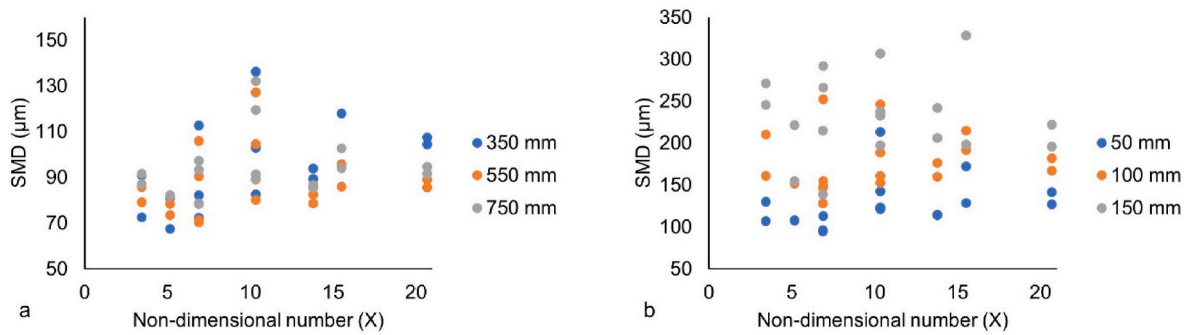 150
130
110
90
70
50
SMD (µm)
0 5 10 15 20
Non-dimensional number (X)
350 mm
550 mm
750 mm
a
350
300
250
200
150
100
50
SMD (µm)
0 5 10 15 20
Non-dimensional number (X)
50 mm
100 mm
150 mm
b